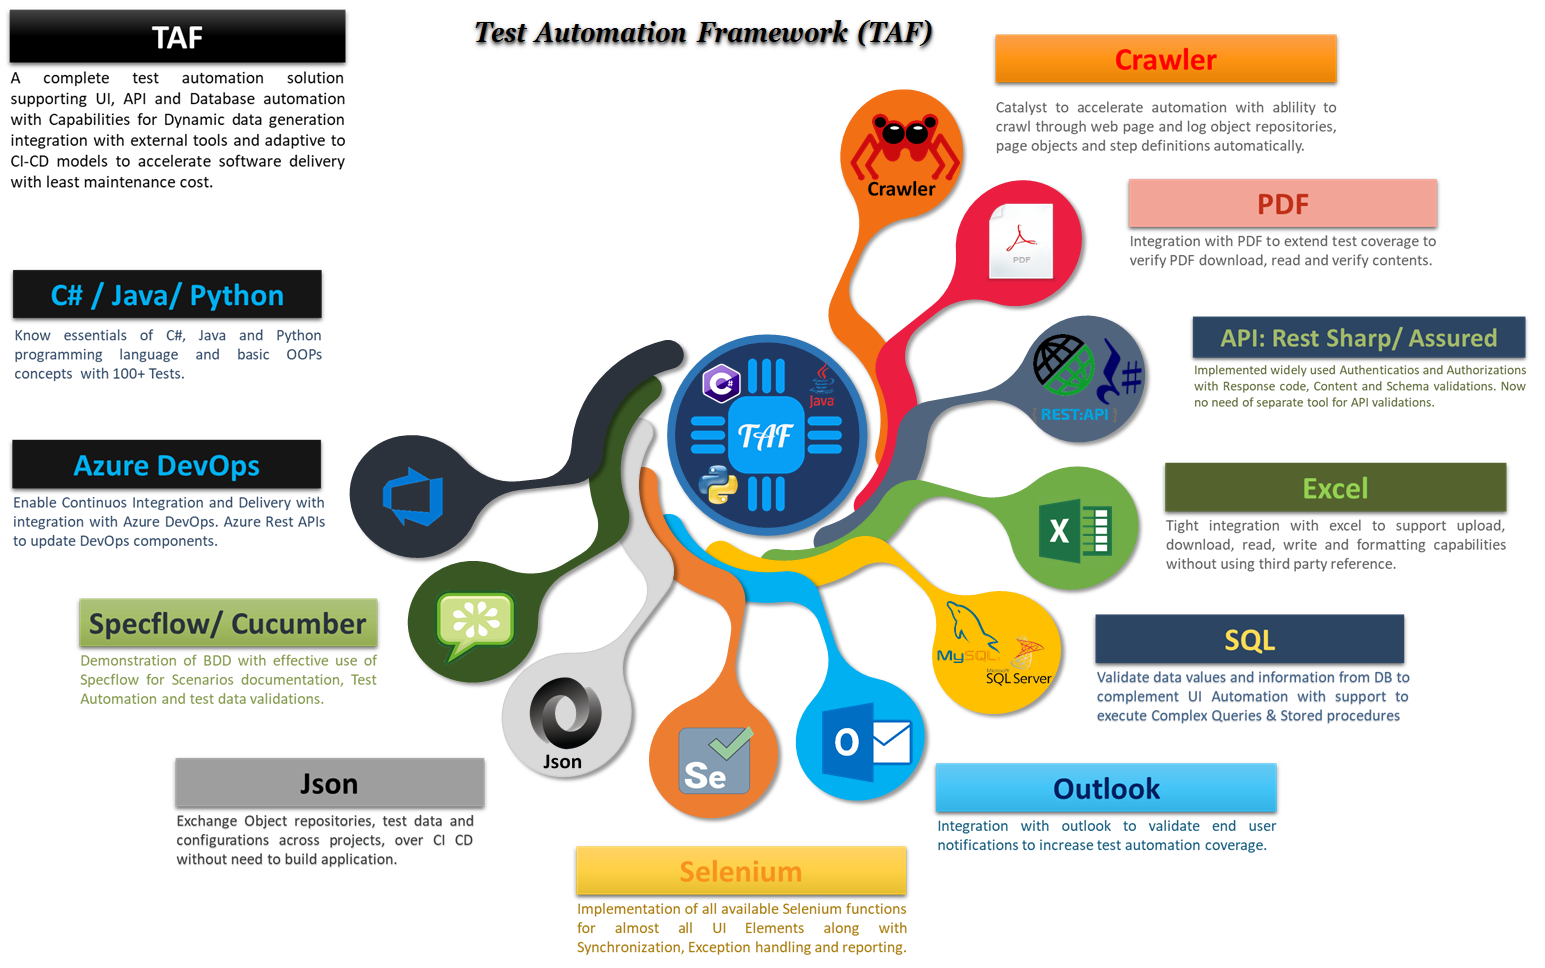 Test Automation Framework (TAF)
TAF
A complete test automation solution
supporting UI, API and Database automation
with Capabilities for Dynamic data generation
integration with external tools and adaptive to
CI-CD models to accelerate software delivery
with least maintenance cost.
C# / Java/ Python
Know essentials of C#, Java and Python
programming language and basic OOPs
concepts with 100+ Tests.
Azure DevOps
Enable Continuos Integration and Delivery with
integration with Azure DevOps. Azure Rest APIs
to update DevOps components.
Specflow/ Cucumber
Demonstration of BDD with effective use of
Specflow for Scenarios documentation, Test
Automation and test data validations.
Json
Exchange Object repositories, test data and
configurations across projects, over CI CD
without need to build application.
Selenium
Implementation of all available Selenium functions
for almost all UI Elements along with
Synchronization, Exception handling and reporting.
Outlook
Integration with outlook to validate end user
notifications to increase test automation coverage.
SQL
Validate data values and information from DB to
complement UI Automation with support to
execute Complex Queries & Stored procedures
Excel
Tight integration with excel to support upload,
download, read, write and formatting capabilities
without using third party reference.
API: Rest Sharp/ Assured
Implemented widely used Authenticatios and Authorizations
with Response code, Content and Schema validations. Now
no need of separate tool for API validations.
PDF
Integration with PDF to extend test coverage to
verify PDF download, read and verify contents.
Crawler
Catalyst to accelerate automation with ablility to
crawl through web page and log object repositories,
page objects and step definitions automatically.
Crawler
PDF
{ REST:API }
#
X
MySQL
Microsoft
SQL Server
O
Se
Json
C#
Java
TAF